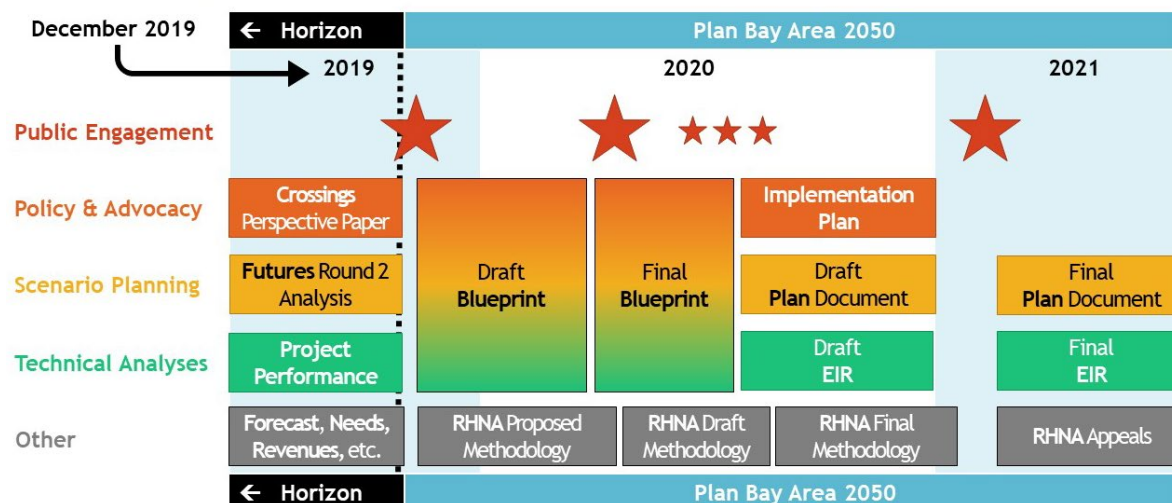 December 2019
← Horizon
Plan Bay Area 2050
2019
2020
2021
Public Engagement
Policy & Advocacy
Crossings
Perspective Paper
Implementation
Plan
Scenario Planning
Futures Round 2
Analysis
Draft
Blueprint
Final
Blueprint
Draft
Plan Document
Final
Plan Document
Technical Analyses
Project
Performance
Draft
EIR
Final
EIR
Other
Forecast, Needs,
Revenues, etc.
RHNA Proposed
Methodology
RHNA Draft
Methodology
RHNA Final
Methodology
RHNA Appeals
← Horizon
Plan Bay Area 2050